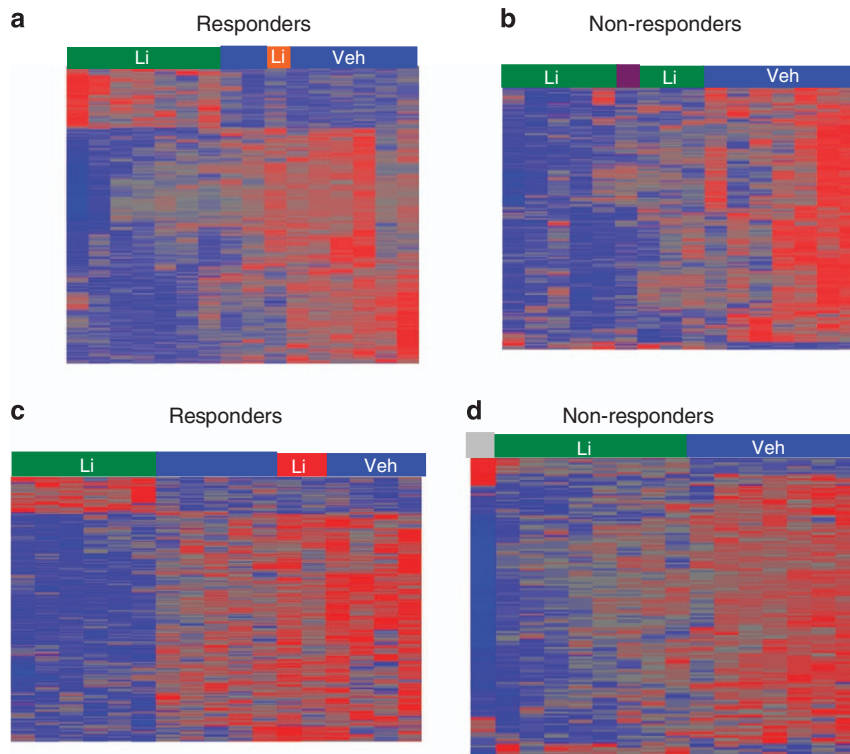 a
Responders
Li
Li
Veh
b
Non-responders
Li
Li
Veh
c
Responders
Li
Li
Veh
d
Non-responders
Li
Veh